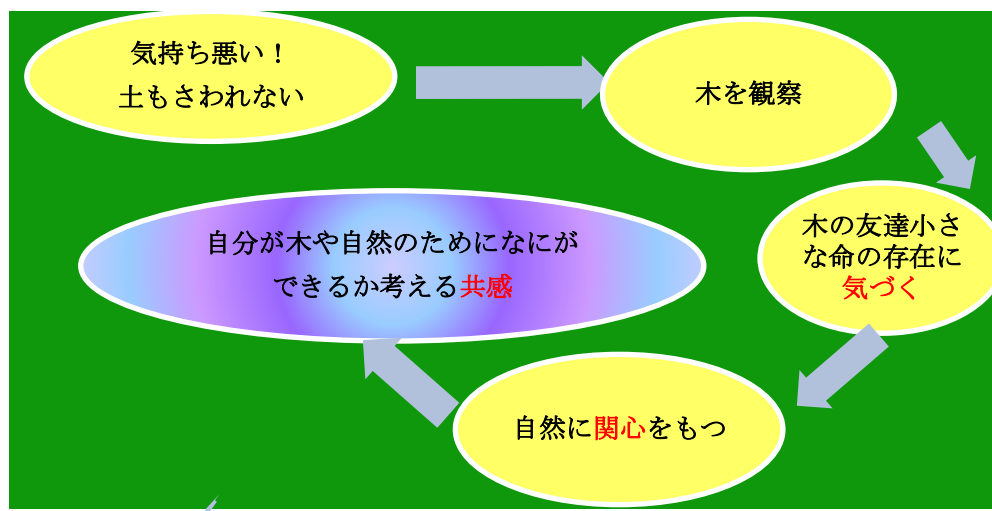 気持ち悪い！
土もさわれない
木を観察
木の友達小さ
な命の存在に
気づく
自然に関心をもつ
自分が木や自然のためになにが
できるか考える共感